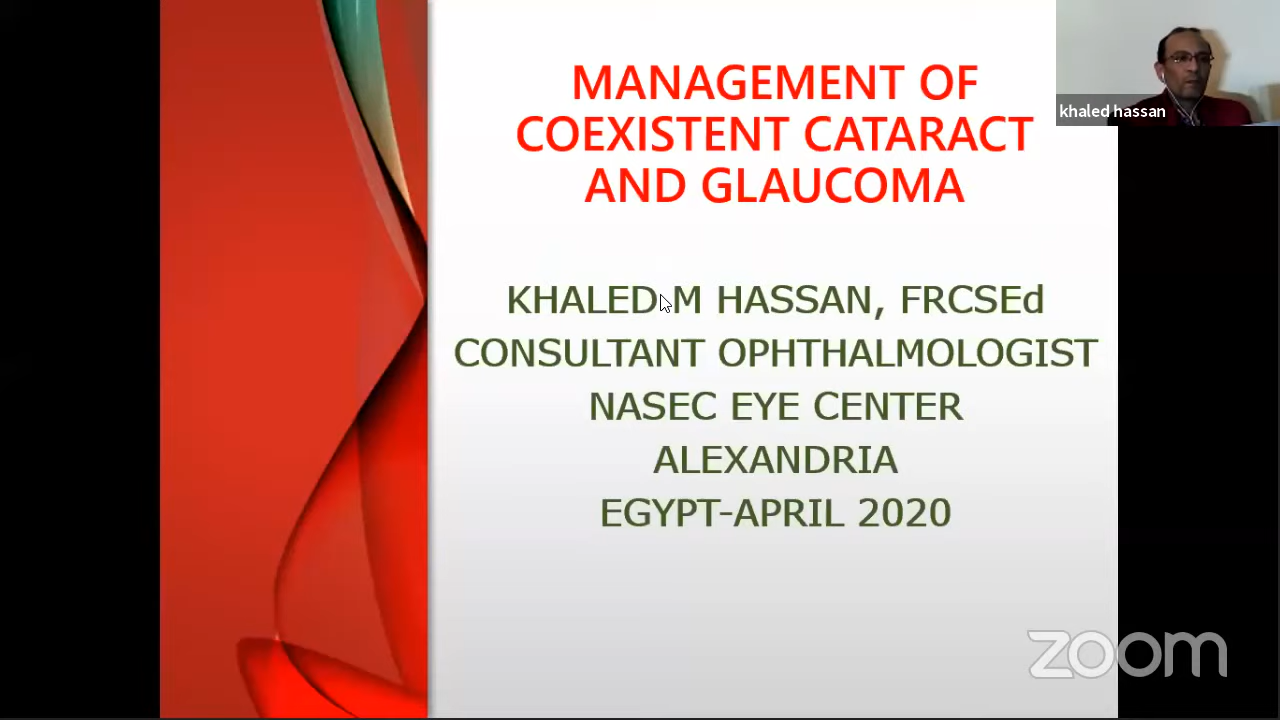 MANAGEMENT OF
COEXISTENT CATARACT
AND GLAUCOMA
khaled hassan
KHALED M HASSAN, FRCSEd
CONSULTANT OPHTHALMOLOGIST
NASEC EYE CENTER
ALEXANDRIA
EGYPT-APRIL 2020
zoom